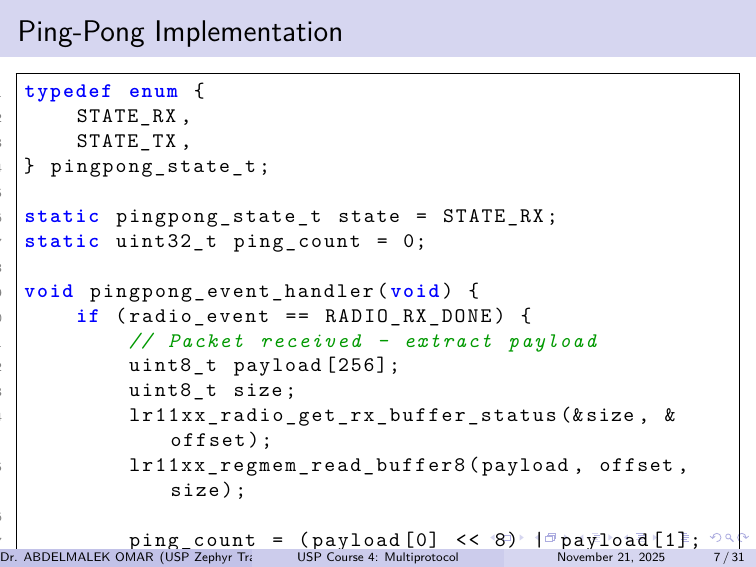 Ping-Pong Implementation
typedef enum {
    STATE_RX,
    STATE_TX,
} pingpong_state_t;
static pingpong_state_t state = STATE_RX;
static uint32_t ping_count = 0;
void pingpong_event_handler(void) {
    if (radio_event == RADIO_RX_DONE) {
        // Packet received - extract payload
        uint8_t payload[256];
        uint8_t size;
        lr11xx_radio_get_rx_buffer_status(&size, &
            offset);
        lr11xx_regmem_read_buffer8(payload, offset,
            size);
        ping_count = (payload[0] << 8) | payload[1];
Dr. ABDELMALEK OMAR (USP Zephyr Tra USP Course 4: Multiprotocol November 21, 2025 7 / 31